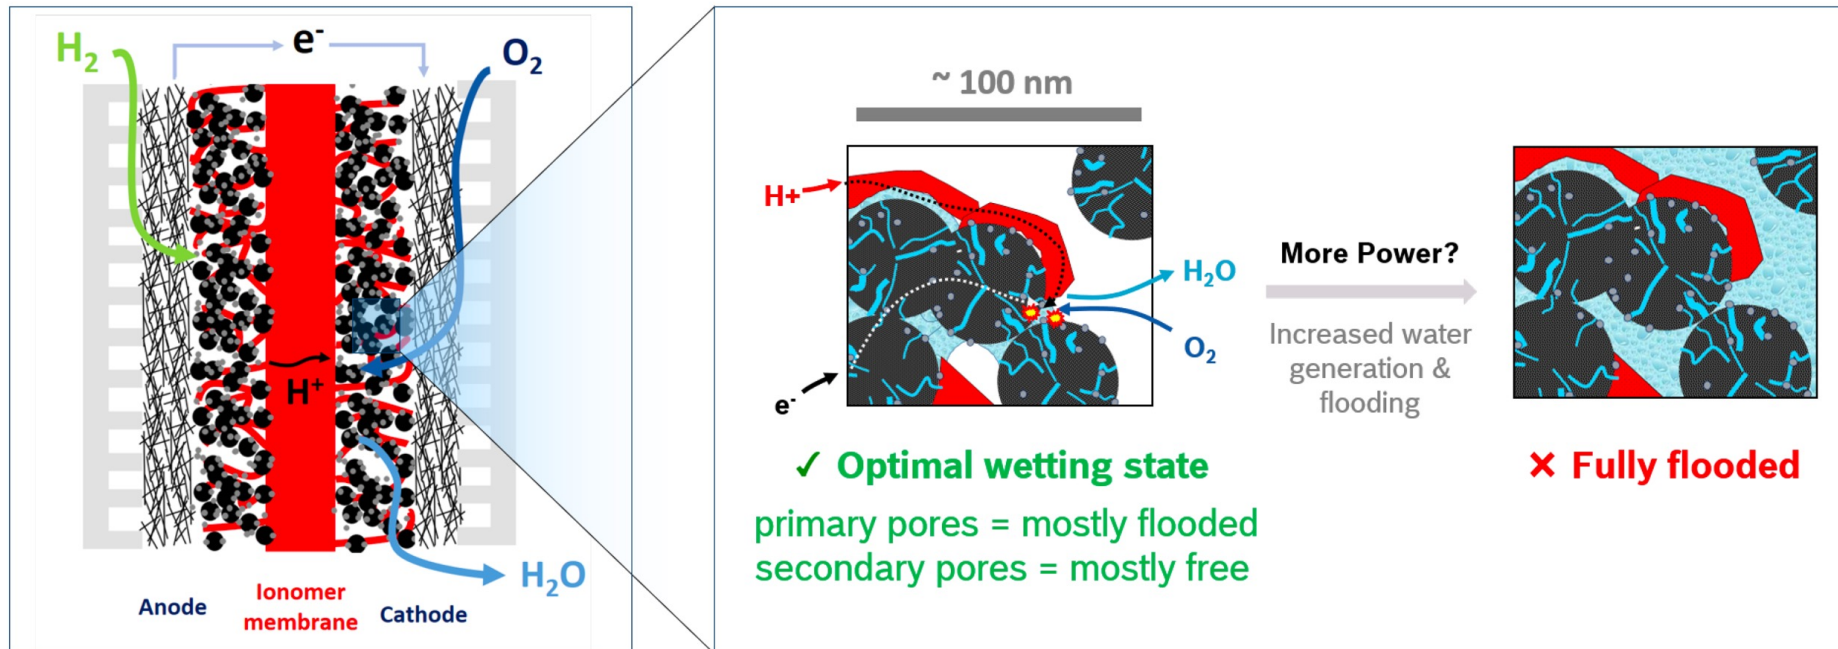 H₂
e⁻
O₂
H⁺
H₂O
Anode
Ionomer
membrane
Cathode
~ 100 nm
H+
H₂O
O₂
e⁻
✓ Optimal wetting state
primary pores = mostly flooded
secondary pores = mostly free
More Power?
Increased water
generation &
flooding
✕ Fully flooded